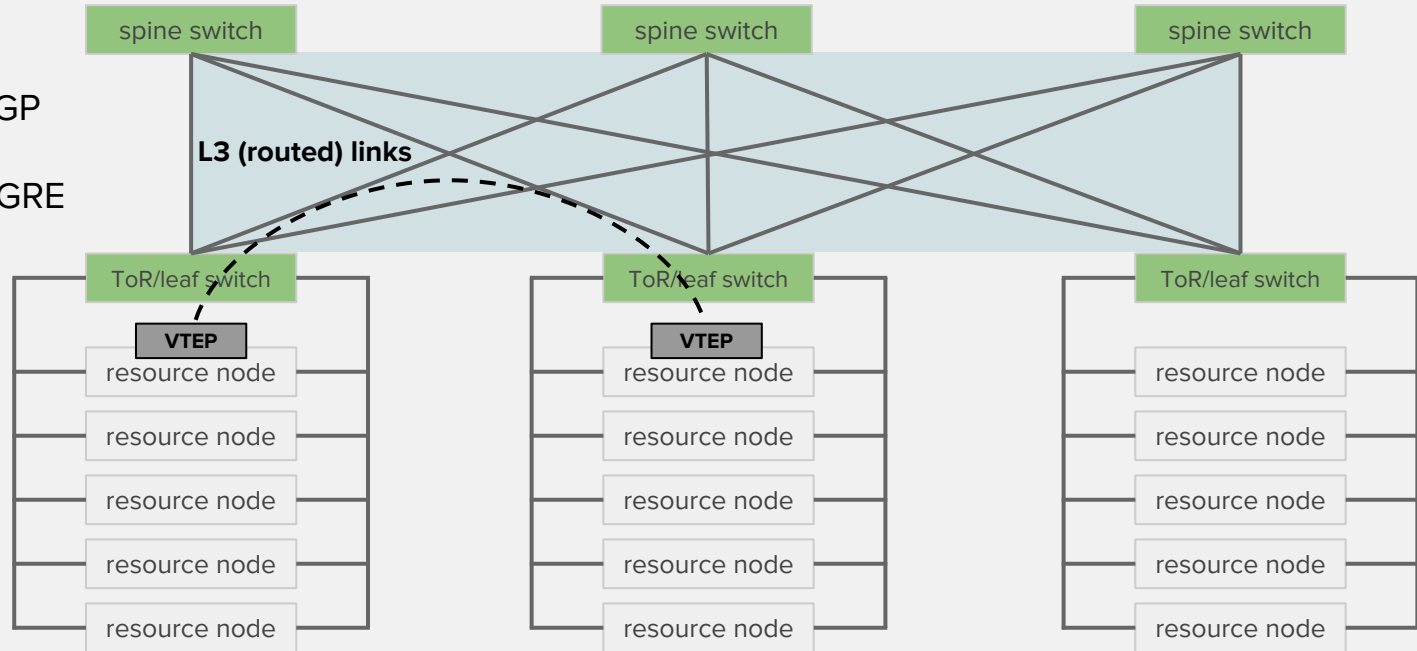 spine switch spine switch spine switch
GP
L3 (routed) links
GRE
ToR/leaf switch ToR/leaf switch ToR/leaf switch
VTEP VTEP
resource node resource node resource node
resource node resource node resource node
resource node resource node resource node
resource node resource node resource node
resource node resource node resource node